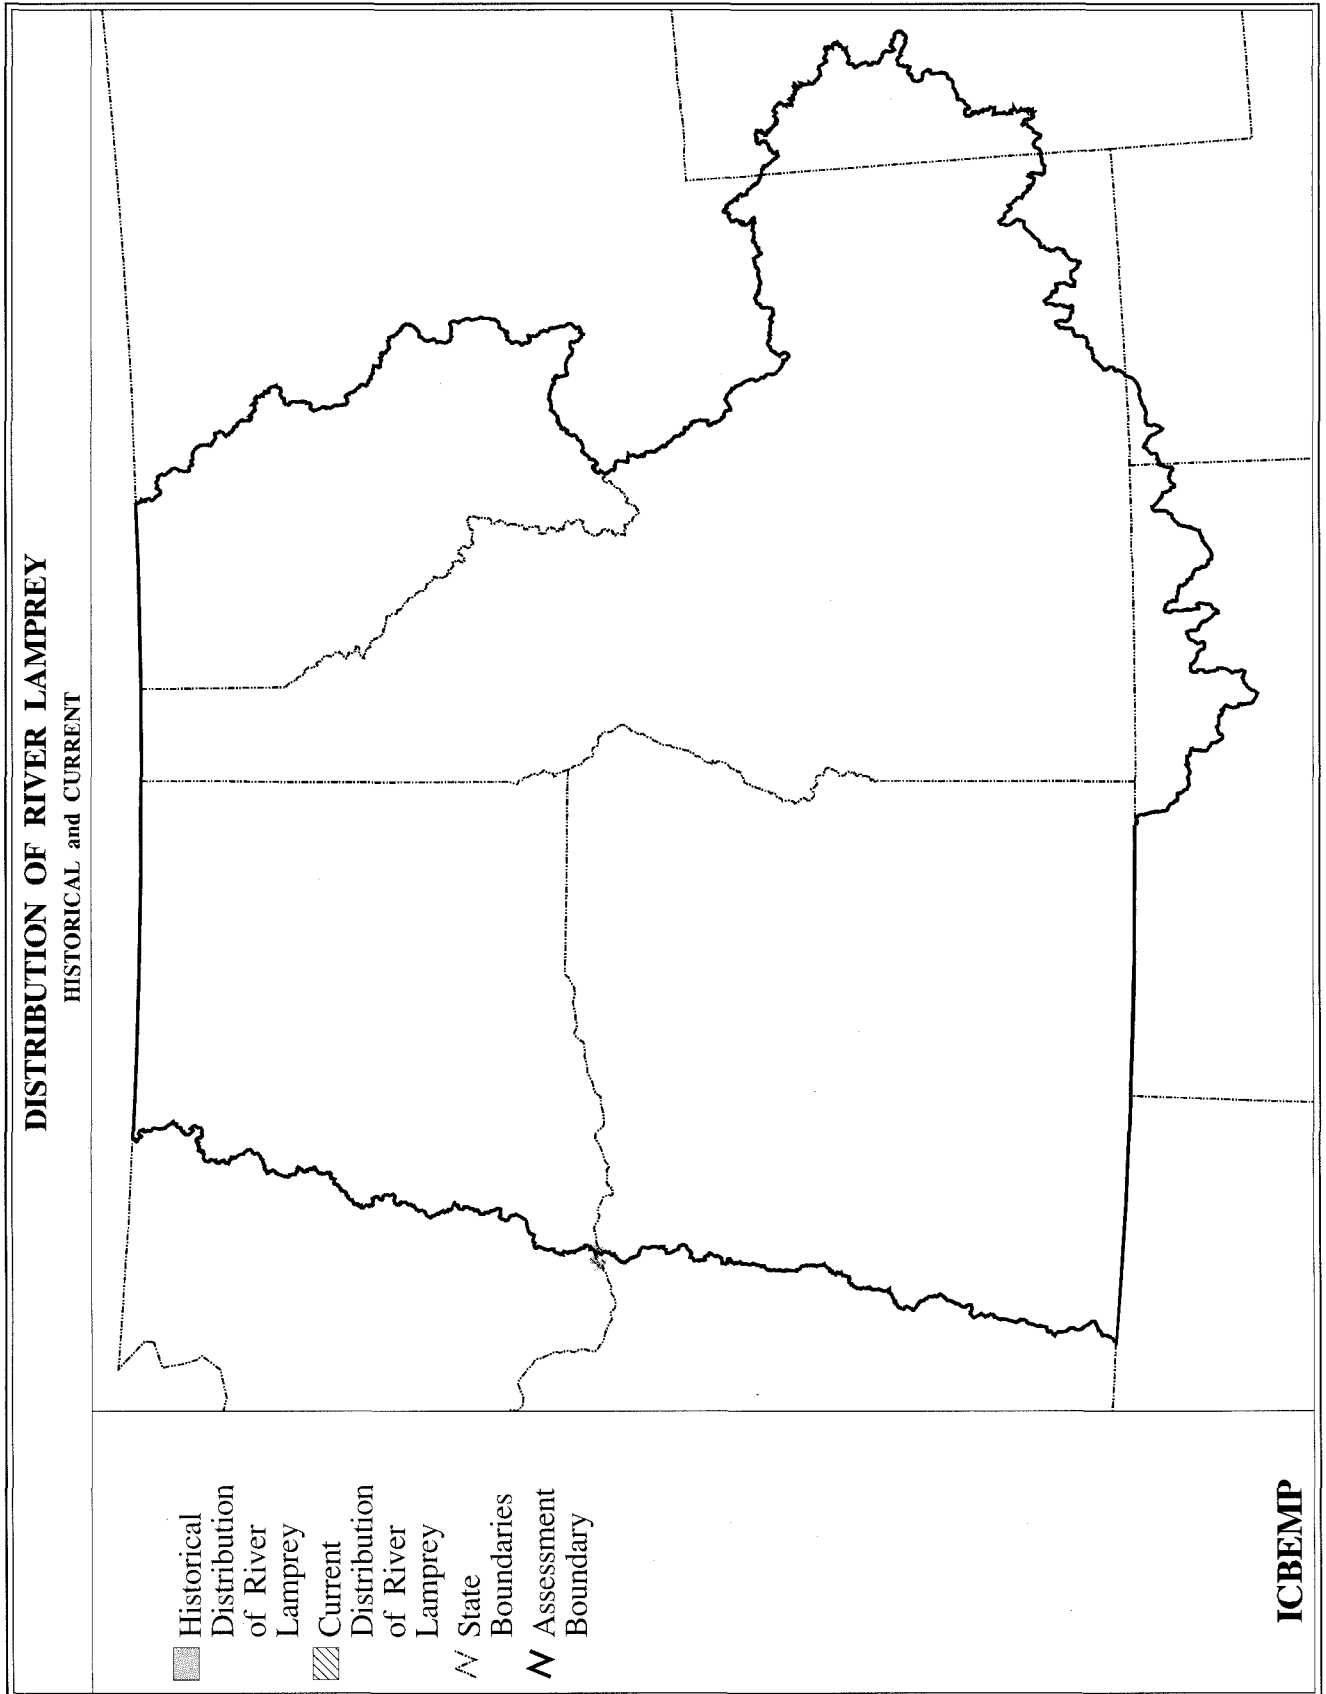 DISTRIBUTION OF RIVER LAMPREY
HISTORICAL and CURRENT
Historical
Distribution
of River
Lamprey
Current
Distribution
of River
Lamprey
State
Boundaries
Assessment
Boundary
ICBEMP